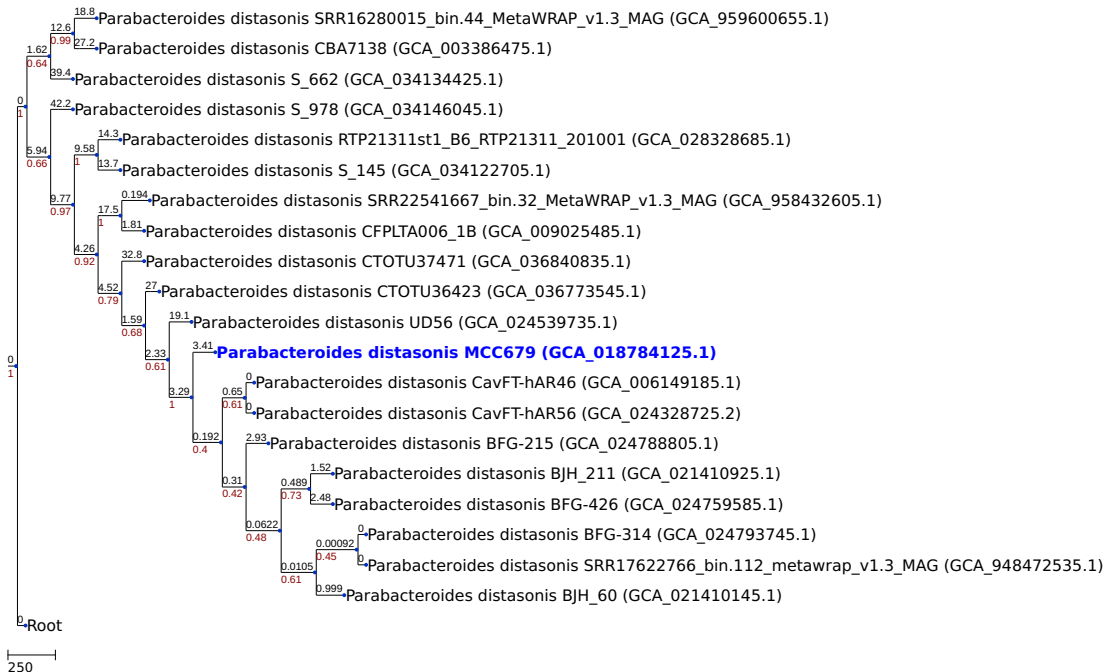 18.8 Parabacteroides distasonis SRR16280015_bin.44_MetaWRAP_v1.3_MAG (GCA_959600655.1)
12.6
0.99
27.2 Parabacteroides distasonis CBA7138 (GCA_003386475.1)
1.62
0.64
39.4 Parabacteroides distasonis S_662 (GCA_034134425.1)
0
1
42.2 Parabacteroides distasonis S_978 (GCA_034146045.1)
14.3 Parabacteroides distasonis RTP21311st1_B6_RTP21311_201001 (GCA_028328685.1)
5.94
0.66
9.58
1
13.7 Parabacteroides distasonis S_145 (GCA_034122705.1)
0.194 Parabacteroides distasonis SRR22541667_bin.32_MetaWRAP_v1.3_MAG (GCA_958432605.1)
9.77
0.97
17.5
1
1.81 Parabacteroides distasonis CFPLTA006_1B (GCA_009025485.1)
4.26
0.92
32.8 Parabacteroides distasonis CTOTU37471 (GCA_036840835.1)
4.52
0.79
27 Parabacteroides distasonis CTOTU36423 (GCA_036773545.1)
1.59
0.68
19.1 Parabacteroides distasonis UD56 (GCA_024539735.1)
2.33
0.61
3.41 Parabacteroides distasonis MCC679 (GCA_018784125.1)
0
1
0 Parabacteroides distasonis CavFT-hAR46 (GCA_006149185.1)
3.29
1
0.65
0.61
0 Parabacteroides distasonis CavFT-hAR56 (GCA_024328725.2)
0.192
0.4
2.93 Parabacteroides distasonis BFG-215 (GCA_024788805.1)
0.31
0.42
1.52 Parabacteroides distasonis BJH_211 (GCA_021410925.1)
0.489
0.73
2.48 Parabacteroides distasonis BFG-426 (GCA_024759585.1)
0.0622
0.48
0 Parabacteroides distasonis BFG-314 (GCA_024793745.1)
0.00092
0.45
0 Parabacteroides distasonis SRR17622766_bin.112_metawrap_v1.3_MAG (GCA_948472535.1)
0.0105
0.61
0.999 Parabacteroides distasonis BJH_60 (GCA_021410145.1)
0 Root
250